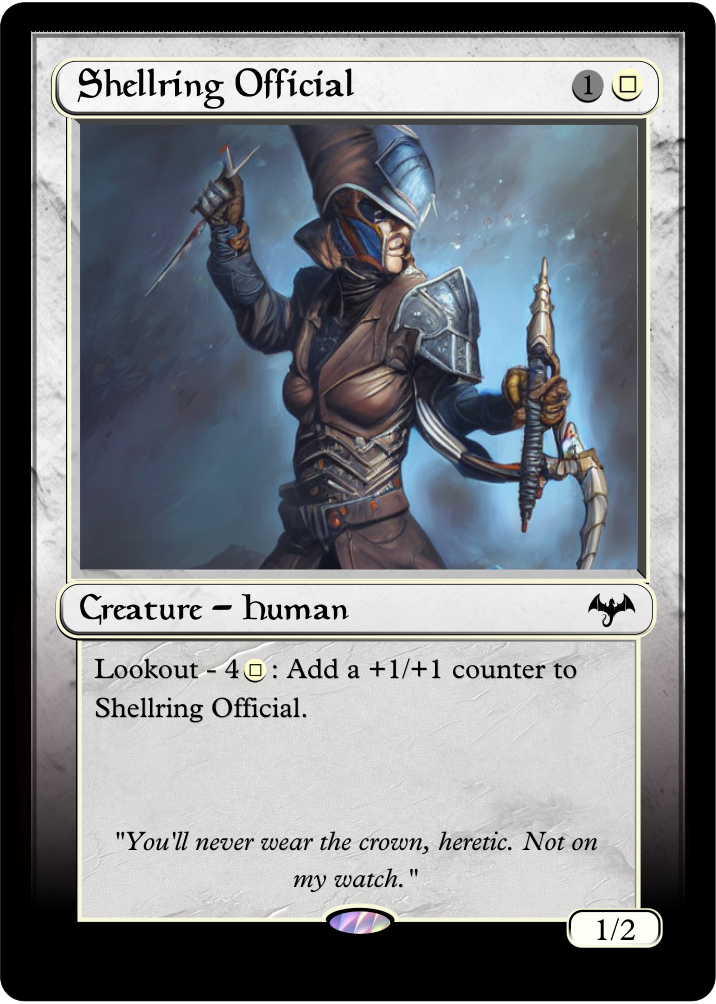 Shellring Official 1
Creature – Human
Lookout - 4 : Add a +1/+1 counter to
Shellring Official.
"You'll never wear the crown, heretic. Not on
my watch."
1/2